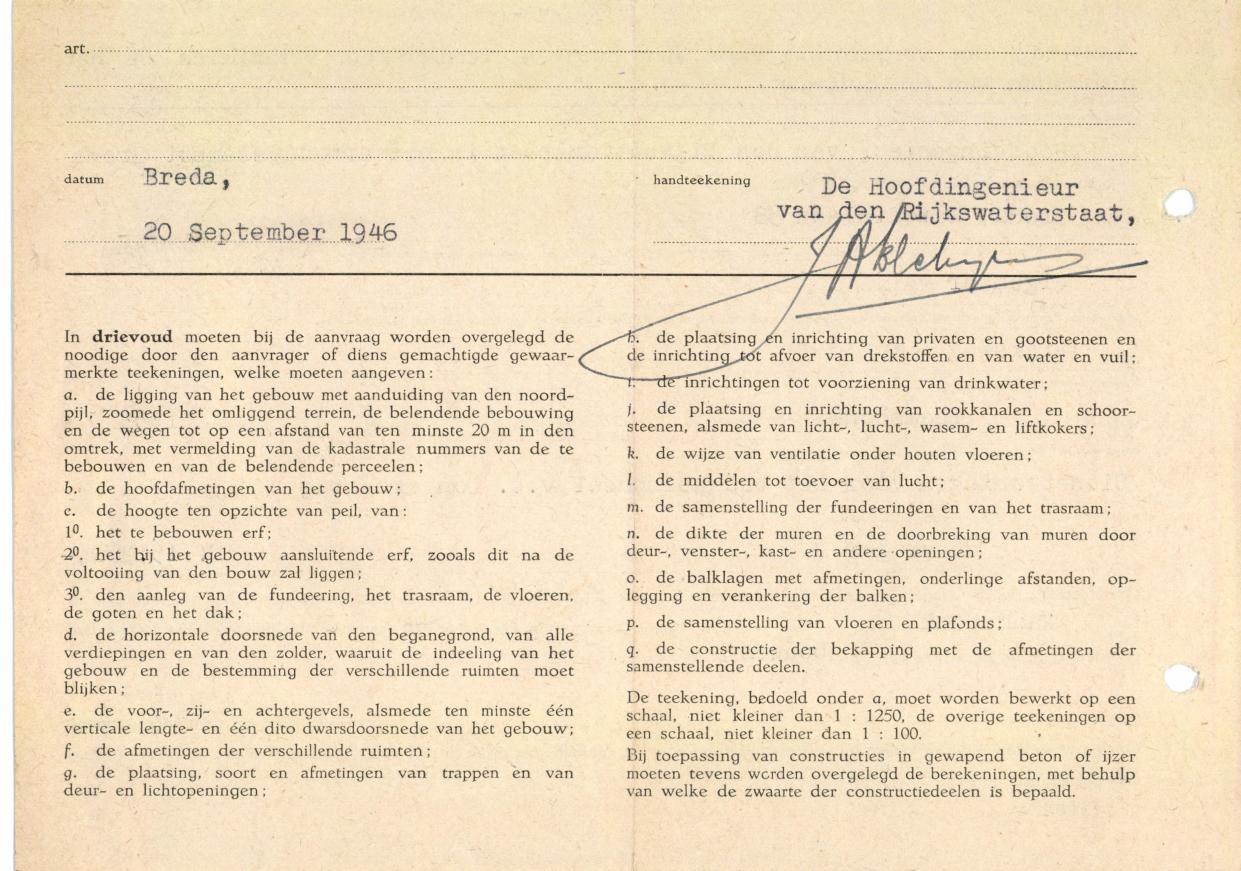 art.
datum Breda,
20 September 1946
handteekening
De Hoofdingenieur
van den Rijkswaterstaat,
In drievoud moeten bij de aanvraag worden overgelegd de
noodige door den aanvrager of diens gemachtigde gewaar-
merkte teekeningen, welke moeten aangeven:
a. de ligging van het gebouw met aanduiding van den noord-
pijl, zoomede het omliggend terrein, de belendende bebouwing
en de wegen tot op een afstand van ten minste 20 m in den
omtrek, met vermelding van de kadastrale nummers van de te
bebouwen en van de belendende perceelen;
b. de hoofdafmetingen van het gebouw;
c. de hoogte ten opzichte van peil, van:
1⁰. het te bebouwen erf;
2⁰. het bij het gebouw aansluitende erf, zooals dit na de
voltooiing van den bouw zal liggen;
3⁰. den aanleg van de fundeering, het trasraam, de vloeren,
de goten en het dak;
d. de horizontale doorsnede van den beganegrond, van alle
verdiepingen en van den zolder, waaruit de indeeling van het
gebouw en de bestemming der verschillende ruimten moet
blijken;
e. de voor-, zij- en achtergevels, alsmede ten minste één
verticale lengte- en één dito dwarsdoorsnede van het gebouw;
f. de afmetingen der verschillende ruimten;
g. de plaatsing, soort en afmetingen van trappen en van
deur- en lichtopeningen;
h. de plaatsing en inrichting van privaten en gootsteenen en
de inrichting tot afvoer van drekstoffen en van water en vuil;
i. de inrichtingen tot voorziening van drinkwater;
j. de plaatsing en inrichting van rookkanalen en schoor-
steenen, alsmede van licht-, lucht-, wasem- en liftkokers;
k. de wijze van ventilatie onder houten vloeren;
l. de middelen tot toevoer van lucht;
m. de samenstelling der fundeeringen en van het trasraam;
n. de dikte der muren en de doorbreking van muren door
deur-, venster-, kast- en andere openingen;
o. de balklagen met afmetingen, onderlinge afstanden, op-
legging en verankering der balken;
p. de samenstelling van vloeren en plafonds;
q. de constructie der bekapping met de afmetingen der
samenstellende deelen.
De teekening, bedoeld onder a, moet worden bewerkt op een
schaal, niet kleiner dan 1 : 1250, de overige teekeningen op
een schaal, niet kleiner dan 1 : 100.
Bij toepassing van constructies in gewapend beton of ijzer
moeten tevens worden overgelegd de berekeningen, met behulp
van welke de zwaarte der constructiedeelen is bepaald.